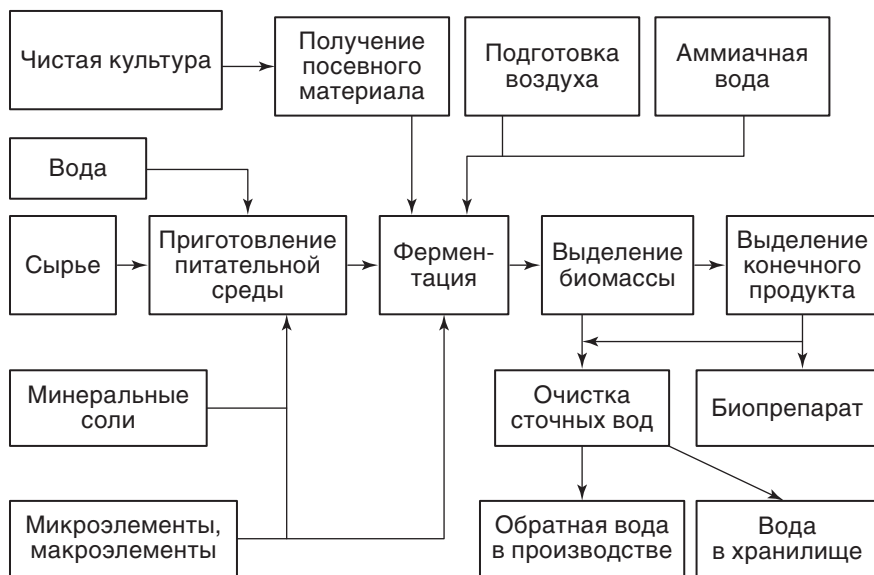 Чистая культура
Получение
посевного
материала
Подготовка
воздуха
Аммиачная
вода
Вода
Сырье
Приготовление
питательной
среды
Фермен-
тация
Выделение
биомассы
Выделение
конечного
продукта
Минеральные
соли
Очистка
сточных вод
Биопрепарат
Микроэлементы,
макроэлементы
Обратная вода
в производстве
Вода
в хранилище